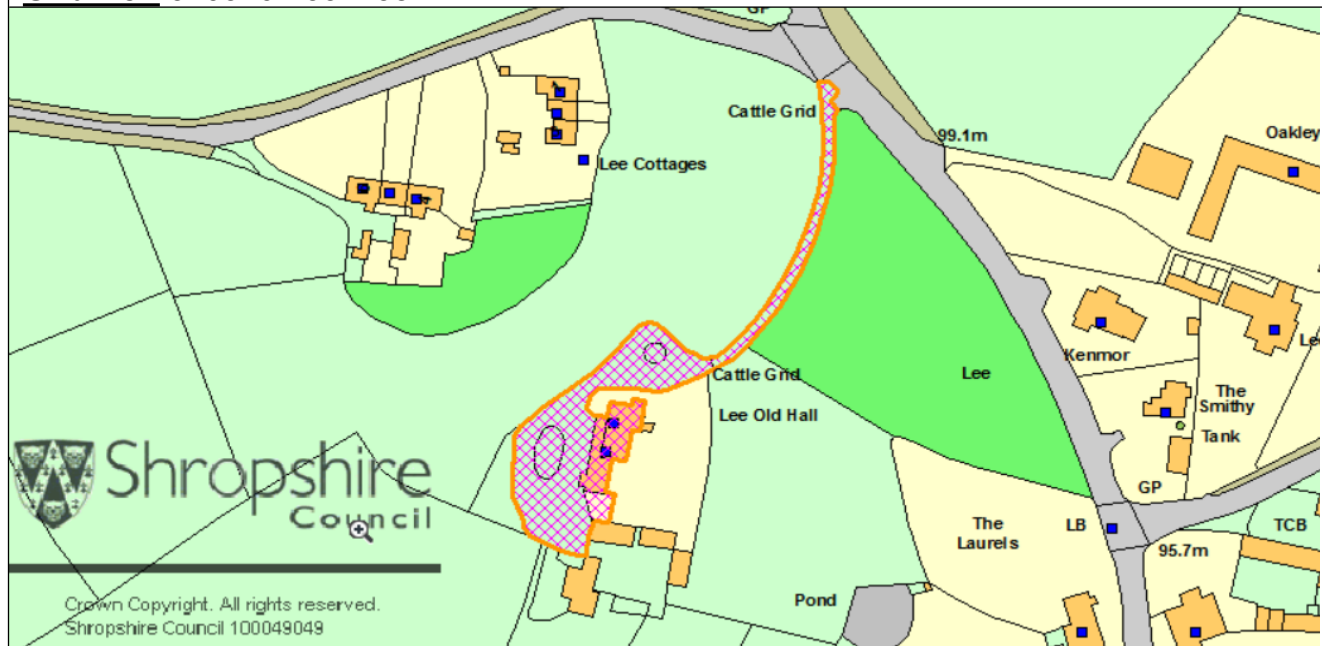 GP
Cattle Grid
99.1m
Oakley
Lee Cottages
Kenmor
Cattle Grid
Lee
The
Smithy
Lee Old Hall
Tank
Shropshire
Council
GP
The
Laurels
LB
TCB
95.7m
Pond
Crown Copyright. All rights reserved.
Shropshire Council 100049049